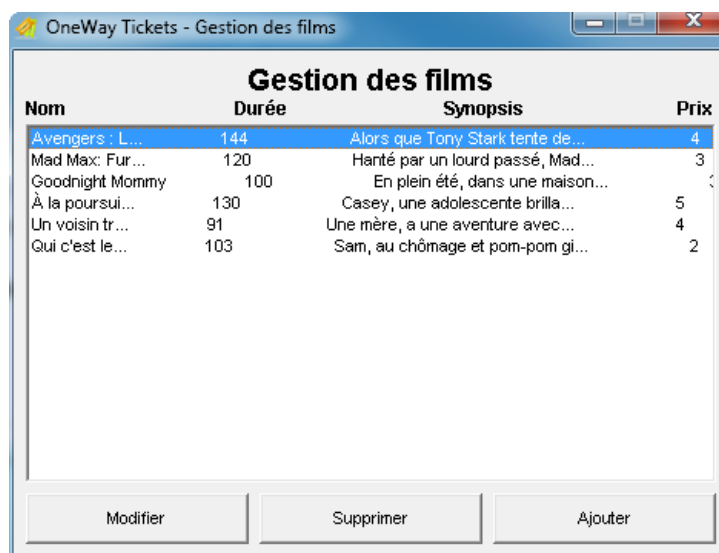 OneWay Tickets - Gestion des films
Gestion des films
Nom Durée Synopsis Prix
Avengers : L... 144 Alors que Tony Stark tente de... 4
Mad Max: Fur... 120 Hanté par un lourd passé, Mad... 3
Goodnight Mommy 100 En plein été, dans une maison...
À la poursui... 130 Casey, une adolescente brilla... 5
Un voisin tr... 91 Une mère, a une aventure avec... 4
Qui c'est le... 103 Sam, au chômage et pom-pom gi... 2
Modifier Supprimer Ajouter